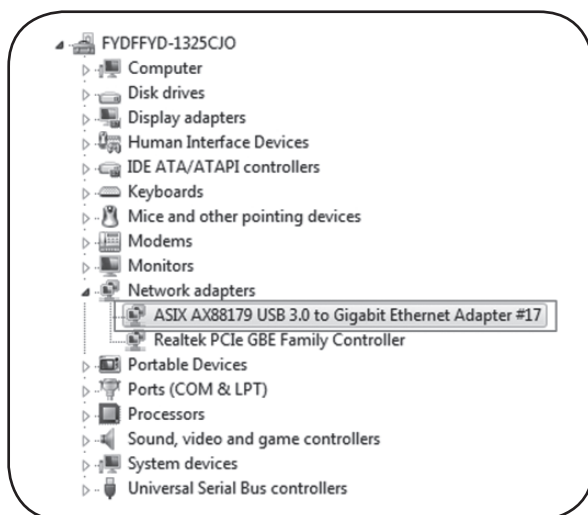 FYDFFYD-1325CJO
Computer
Disk drives
Display adapters
Human Interface Devices
IDE ATA/ATAPI controllers
Keyboards
Mice and other pointing devices
Modems
Monitors
Network adapters
ASIX AX88179 USB 3.0 to Gigabit Ethernet Adapter #17
Realtek PCIe GBE Family Controller
Portable Devices
Ports (COM & LPT)
Processors
Sound, video and game controllers
System devices
Universal Serial Bus controllers